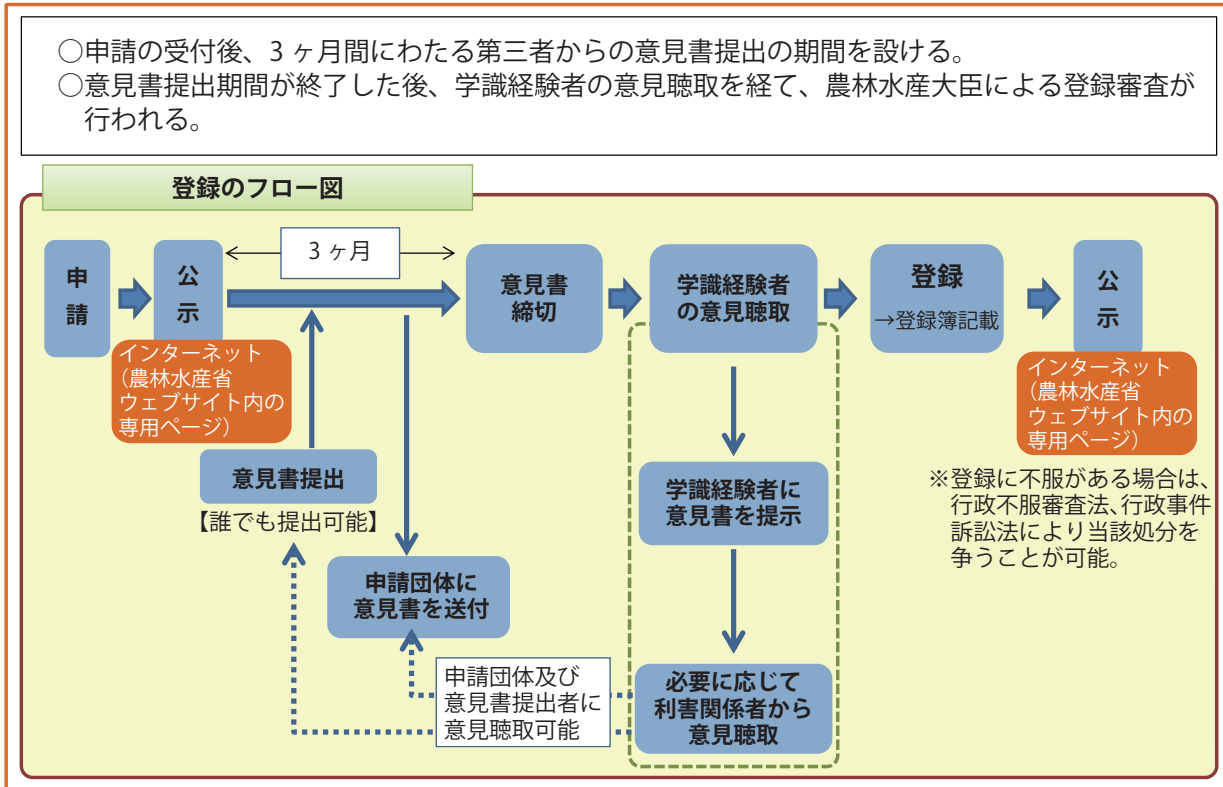 ○申請の受付後、3 ヶ月間にわたる第三者からの意見書提出の期間を設ける。
○意見書提出期間が終了した後、学識経験者の意見聴取を経て、農林水産大臣による登録審査が
行われる。
登録のフロー図
申
請
公
示
3 ヶ月
意見書
締切
学識経験者
の意見聴取
登録
→登録簿記載
公
示
インターネット
（農林水産省
ウェブサイト内の
専用ページ）
インターネット
（農林水産省
ウェブサイト内の
専用ページ）
意見書提出
【誰でも提出可能】
学識経験者に
意見書を提示
※登録に不服がある場合は、
行政不服審査法、行政事件
訴訟法により当該処分を
争うことが可能。
申請団体に
意見書を送付
申請団体及び
意見書提出者に
意見聴取可能
必要に応じて
利害関係者から
意見聴取